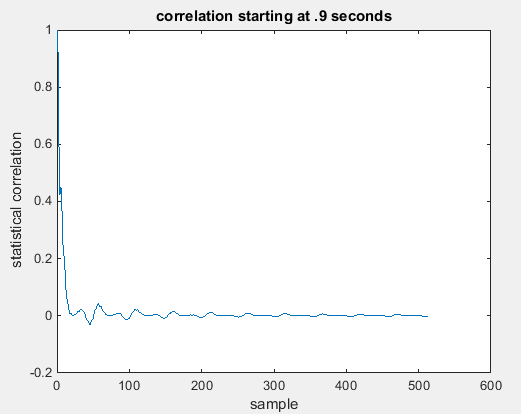 correlation starting at .9 seconds
1
0.8
0.6
0.4
0.2
0
-0.2
statistical correlation
0 100 200 300 400 500 600
sample